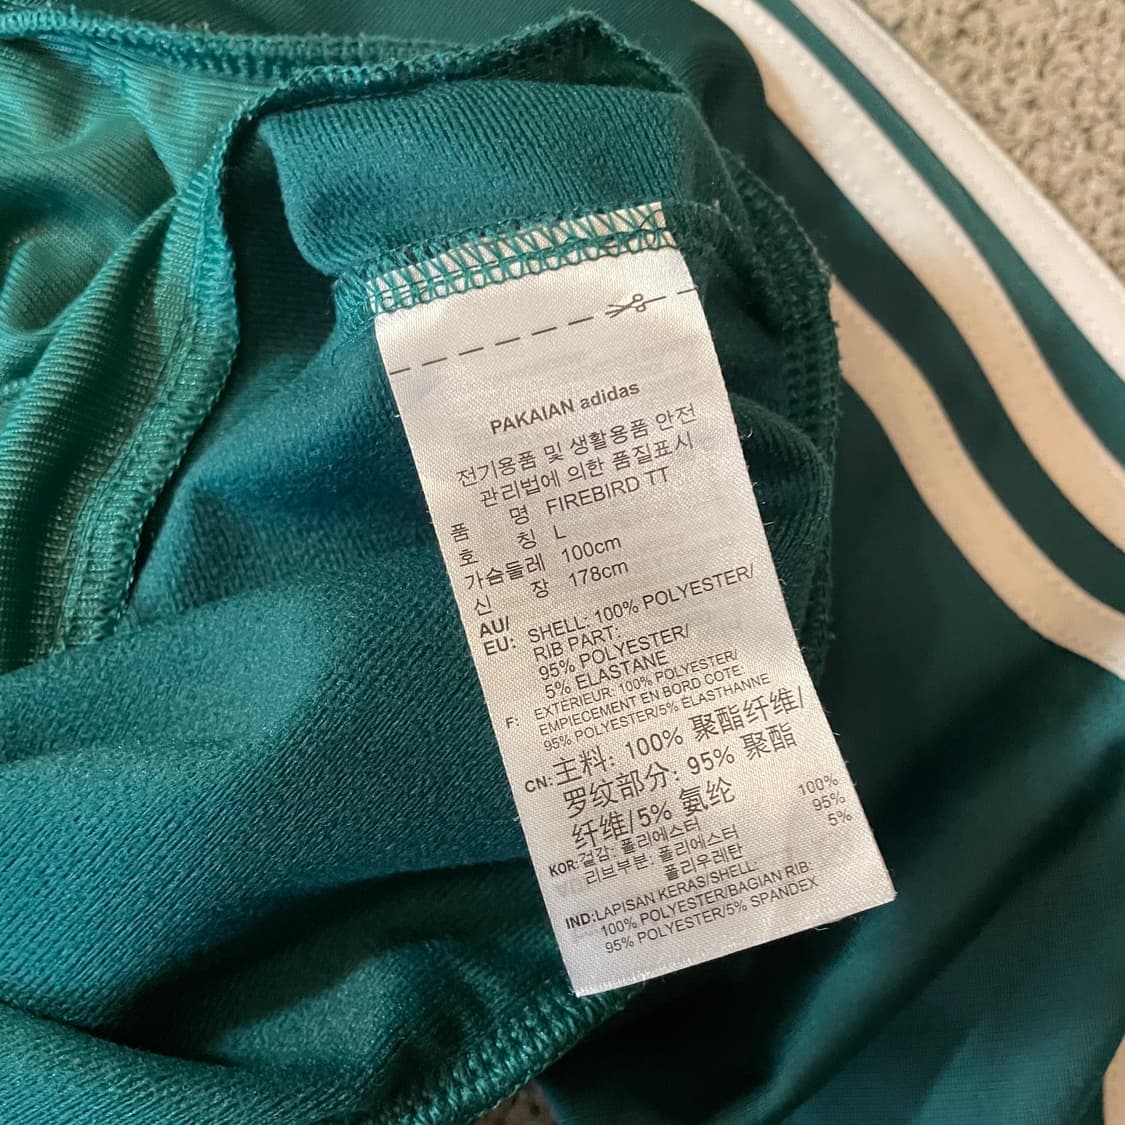 PAKAIAN adidas
전기용품 및 생활용품 안전
관리법에 의한 품질표시
품 명 FIREBIRD TT
호 칭 L
가슴둘레 100cm
신 장 178cm
AU/
EU: SHELL: 100% POLYESTER/
RIB PART:
95% POLYESTER/
5% ELASTANE
F: EXTÉRIEUR: 100% POLYESTER/
EMPIECEMENT EN BORD COTE:
95% POLYESTER/5% ÉLASTHANNE
CN: 主料: 100% 聚酯纤维/
罗纹部分: 95% 聚酯
纤维/5% 氨纶
KOR: 겉감: 폴리에스터 100%
리브부분: 폴리에스터 95%
폴리우레탄 5%
IND:LAPISAN KERAS/SHELL:
100% POLYESTER/BAGIAN RIB:
95% POLYESTER/5% SPANDEX